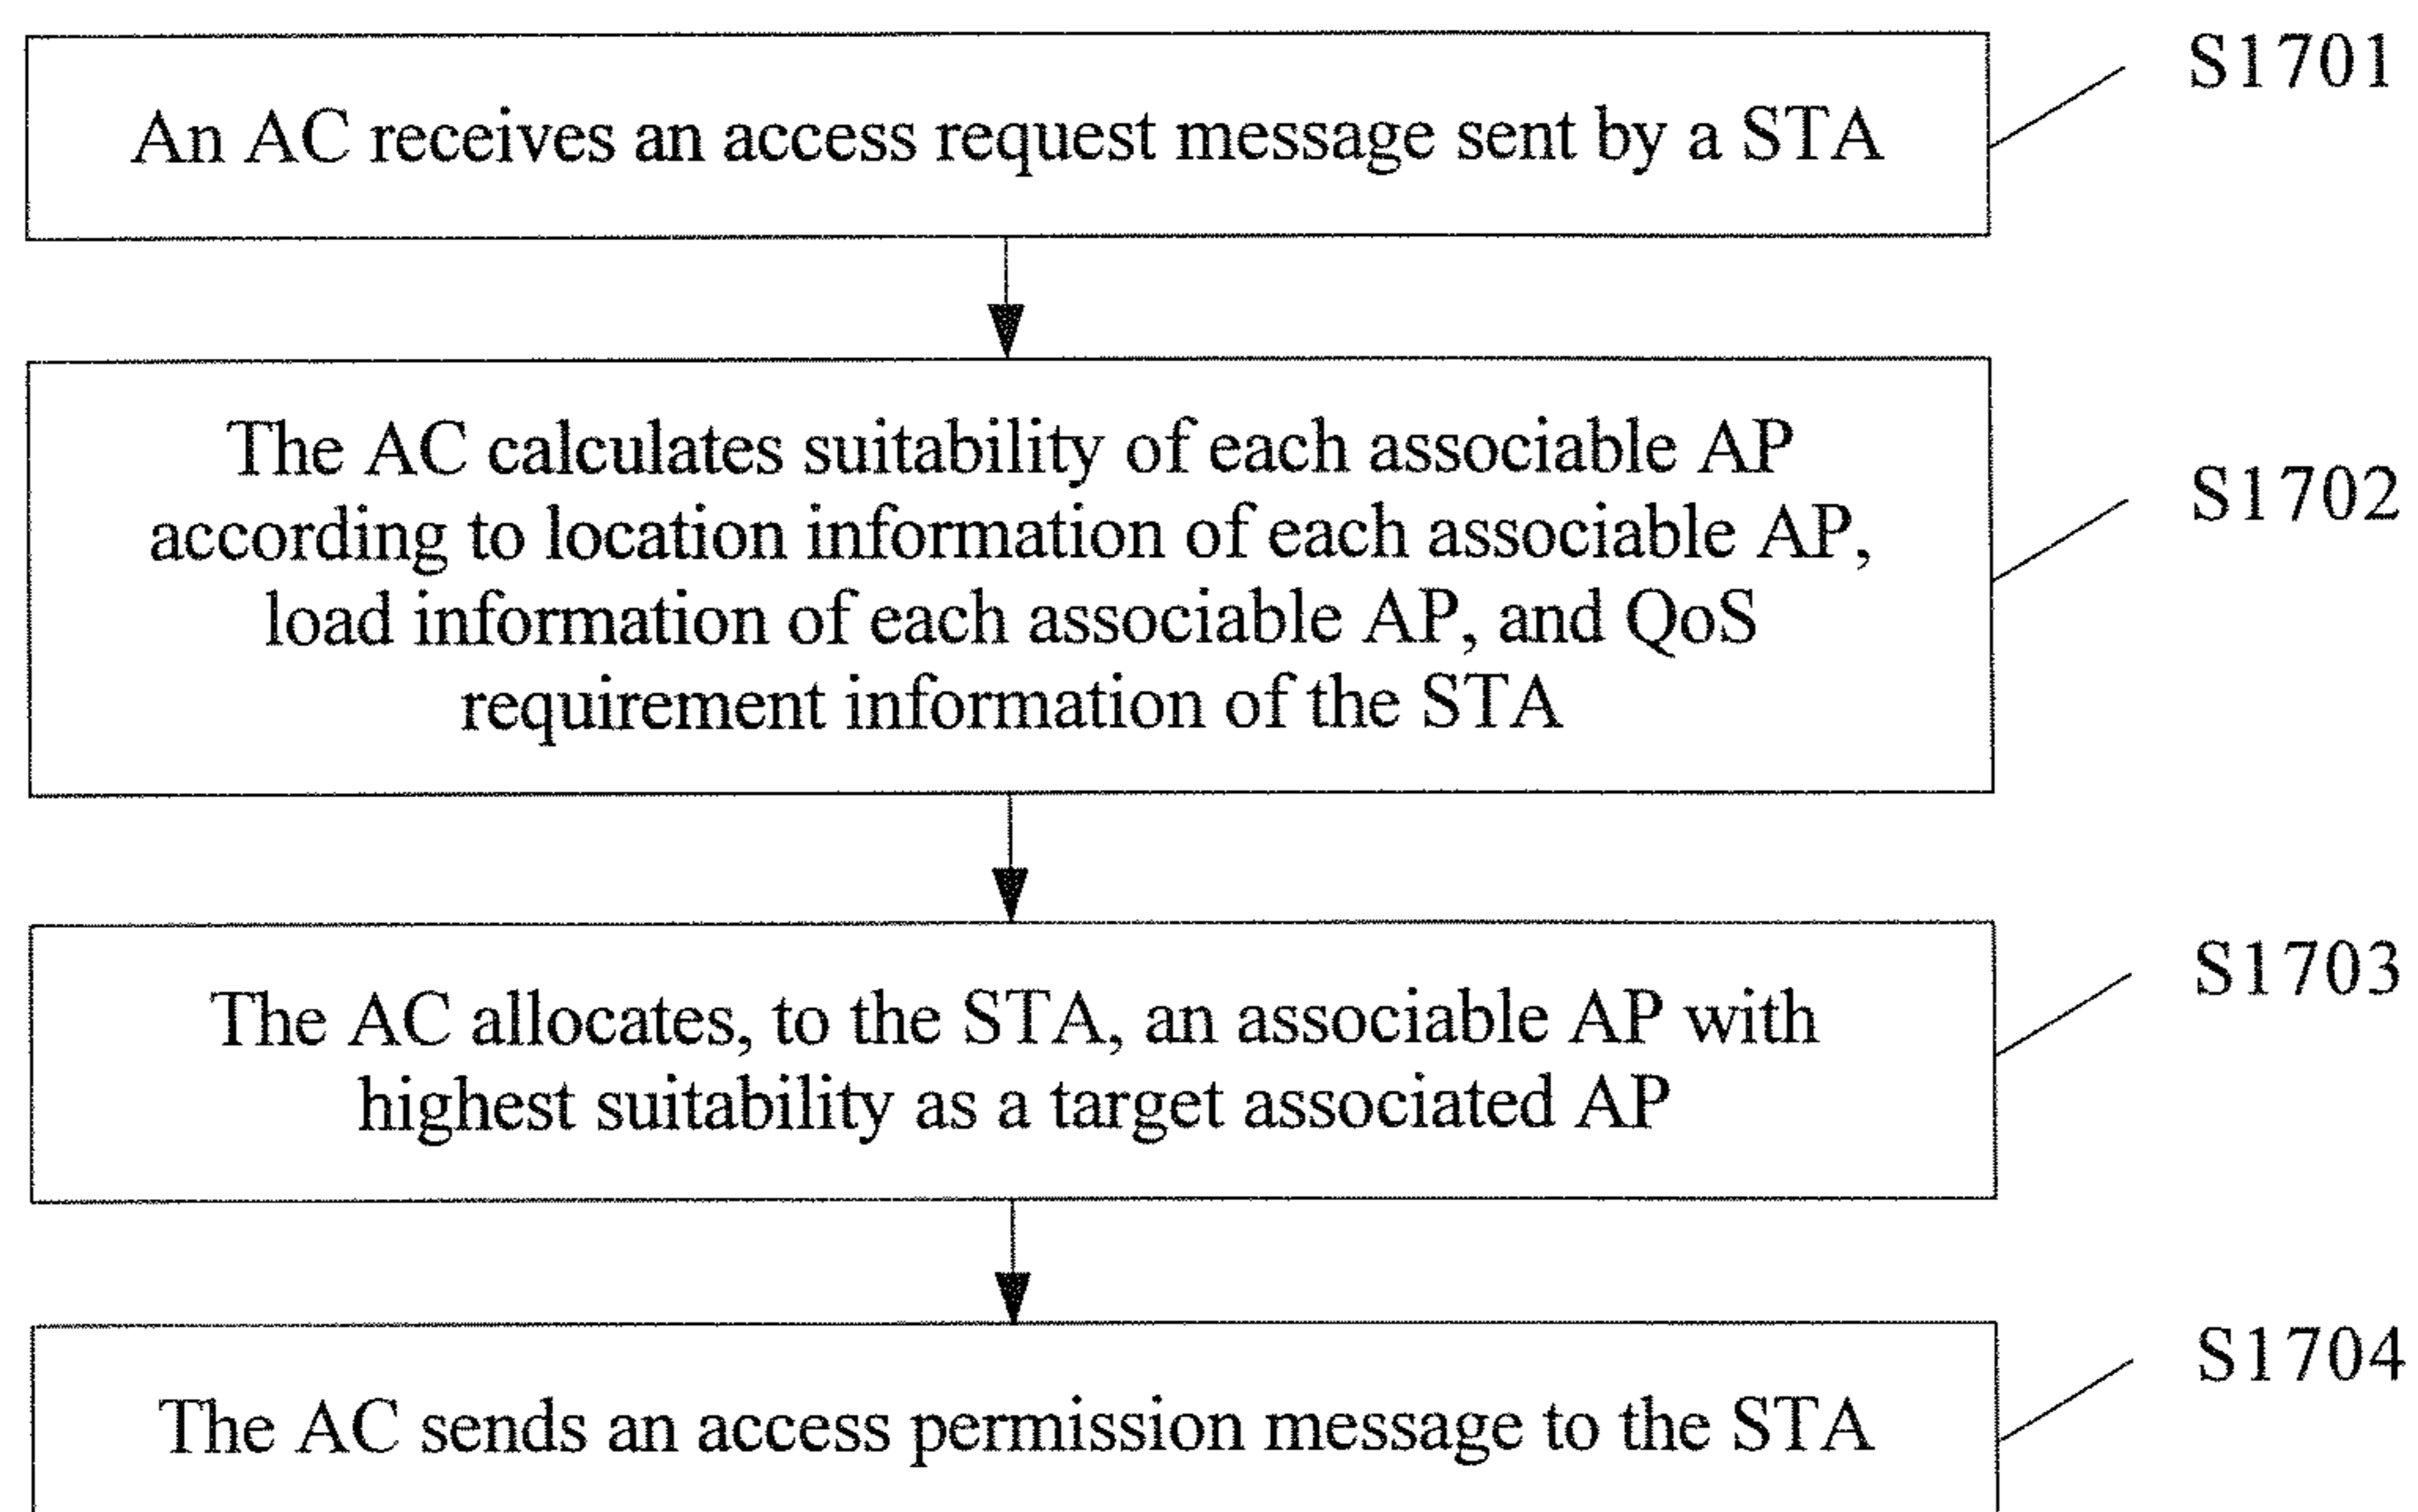 S1701
An AC receives an access request message sent by a STA
The AC calculates suitability of each associable AP
according to location information of each associable AP,
load information of each associable AP, and QoS
requirement information of the STA
S1702
The AC allocates, to the STA, an associable AP with
highest suitability as a target associated AP
S1703
The AC sends an access permission message to the STA
S1704